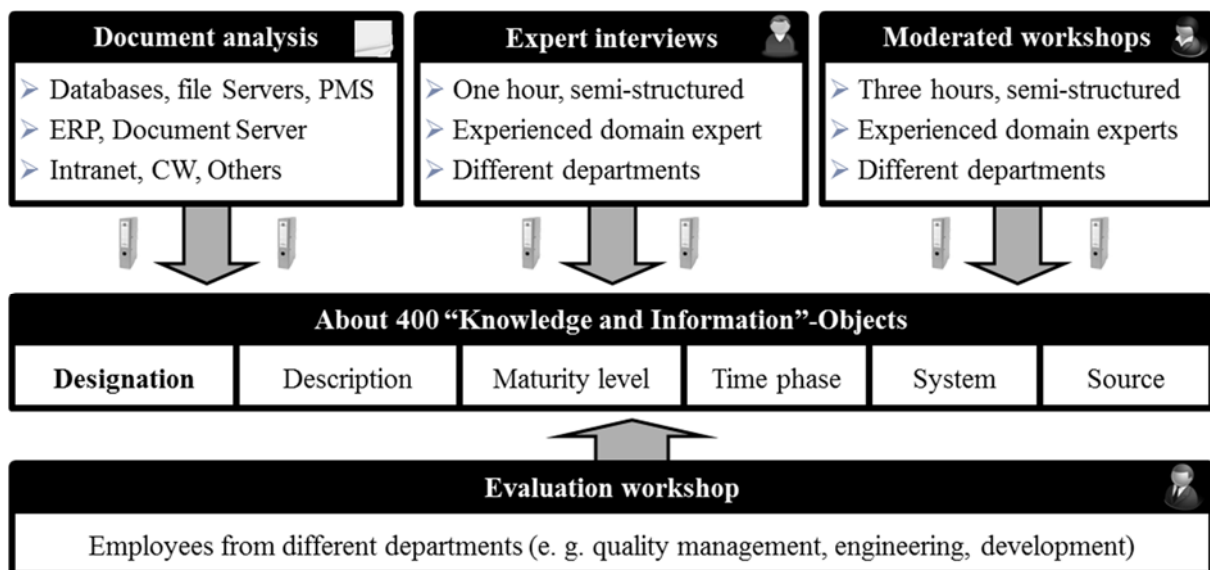 Document analysis
Databases, file Servers, PMS
ERP, Document Server
Intranet, CW, Others
Expert interviews
One hour, semi-structured
Experienced domain expert
Different departments
Moderated workshops
Three hours, semi-structured
Experienced domain experts
Different departments
About 400 “Knowledge and Information”-Objects
Designation
Description
Maturity level
Time phase
System
Source
Evaluation workshop
Employees from different departments (e. g. quality management, engineering, development)